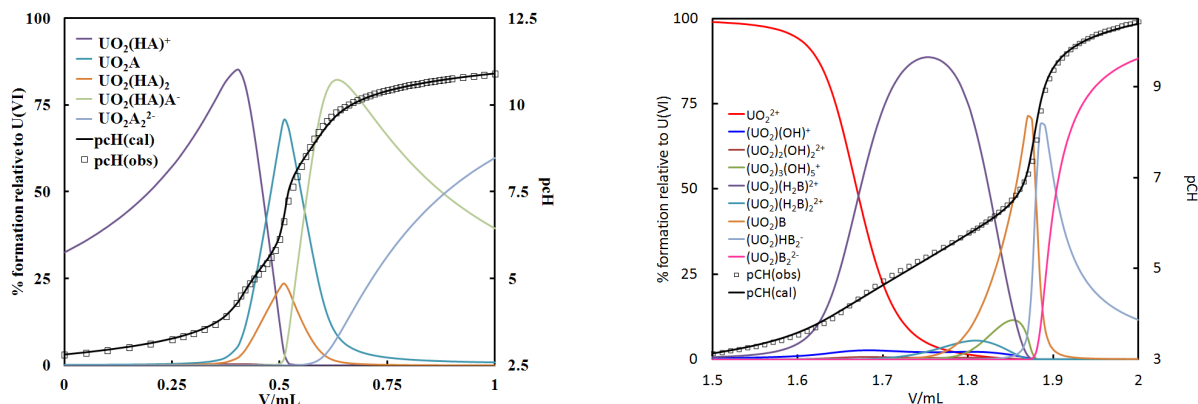 100
75
50
25
0
% formation relative to U(VI)
UO₂(HA)⁺
UO₂A
UO₂(HA)₂
UO₂(HA)A⁻
UO₂A₂²⁻
pcH(cal)
pcH(obs)
12.5
10
7.5
5
2.5
pcH
0
0.25
0.5
0.75
1
V/mL
100
75
50
25
0
% formation relative to U(VI)
UO₂²⁺
(UO₂)(OH)⁺
(UO₂)₂(OH)₂²⁺
(UO₂)₃(OH)₅⁺
(UO₂)(H₂B)²⁺
(UO₂)(H₂B)₂²⁺
(UO₂)B
(UO₂)HB₂⁻
(UO₂)B₂²⁻
pCH(obs)
pCH(cal)
9
7
5
3
pCH
1.5
1.6
1.7
1.8
1.9
2
V/mL